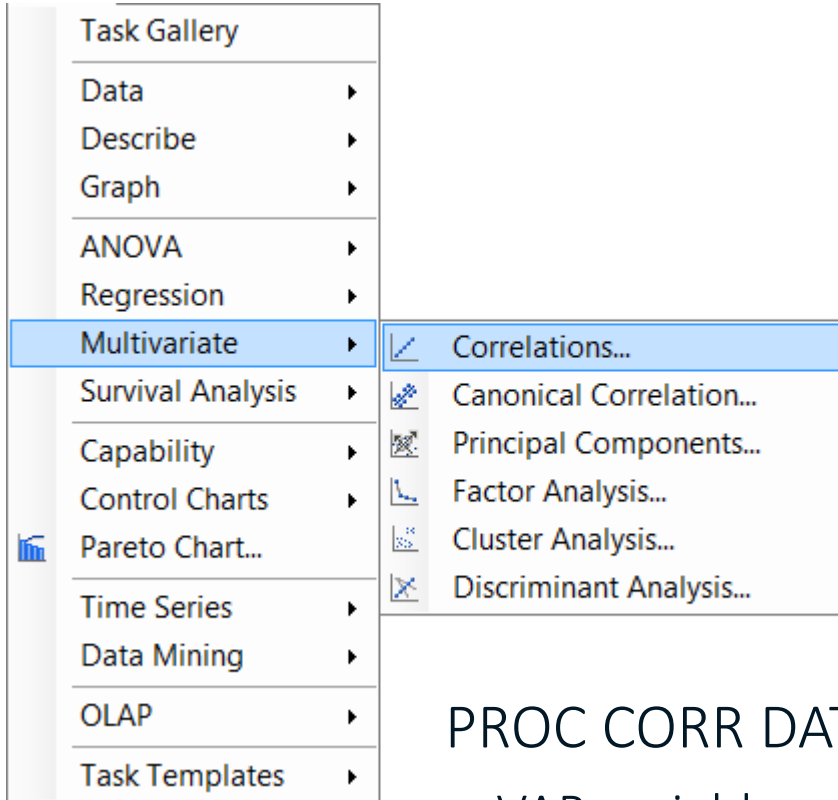 Task Gallery
Data
Describe
Graph
ANOVA
Regression
Multivariate
Survival Analysis
Capability
Control Charts
Pareto Chart...
Time Series
Data Mining
OLAP
Task Templates
Correlations...
Canonical Correlation...
Principal Components...
Factor Analysis...
Cluster Analysis...
Discriminant Analysis...
PROC CORR DAT